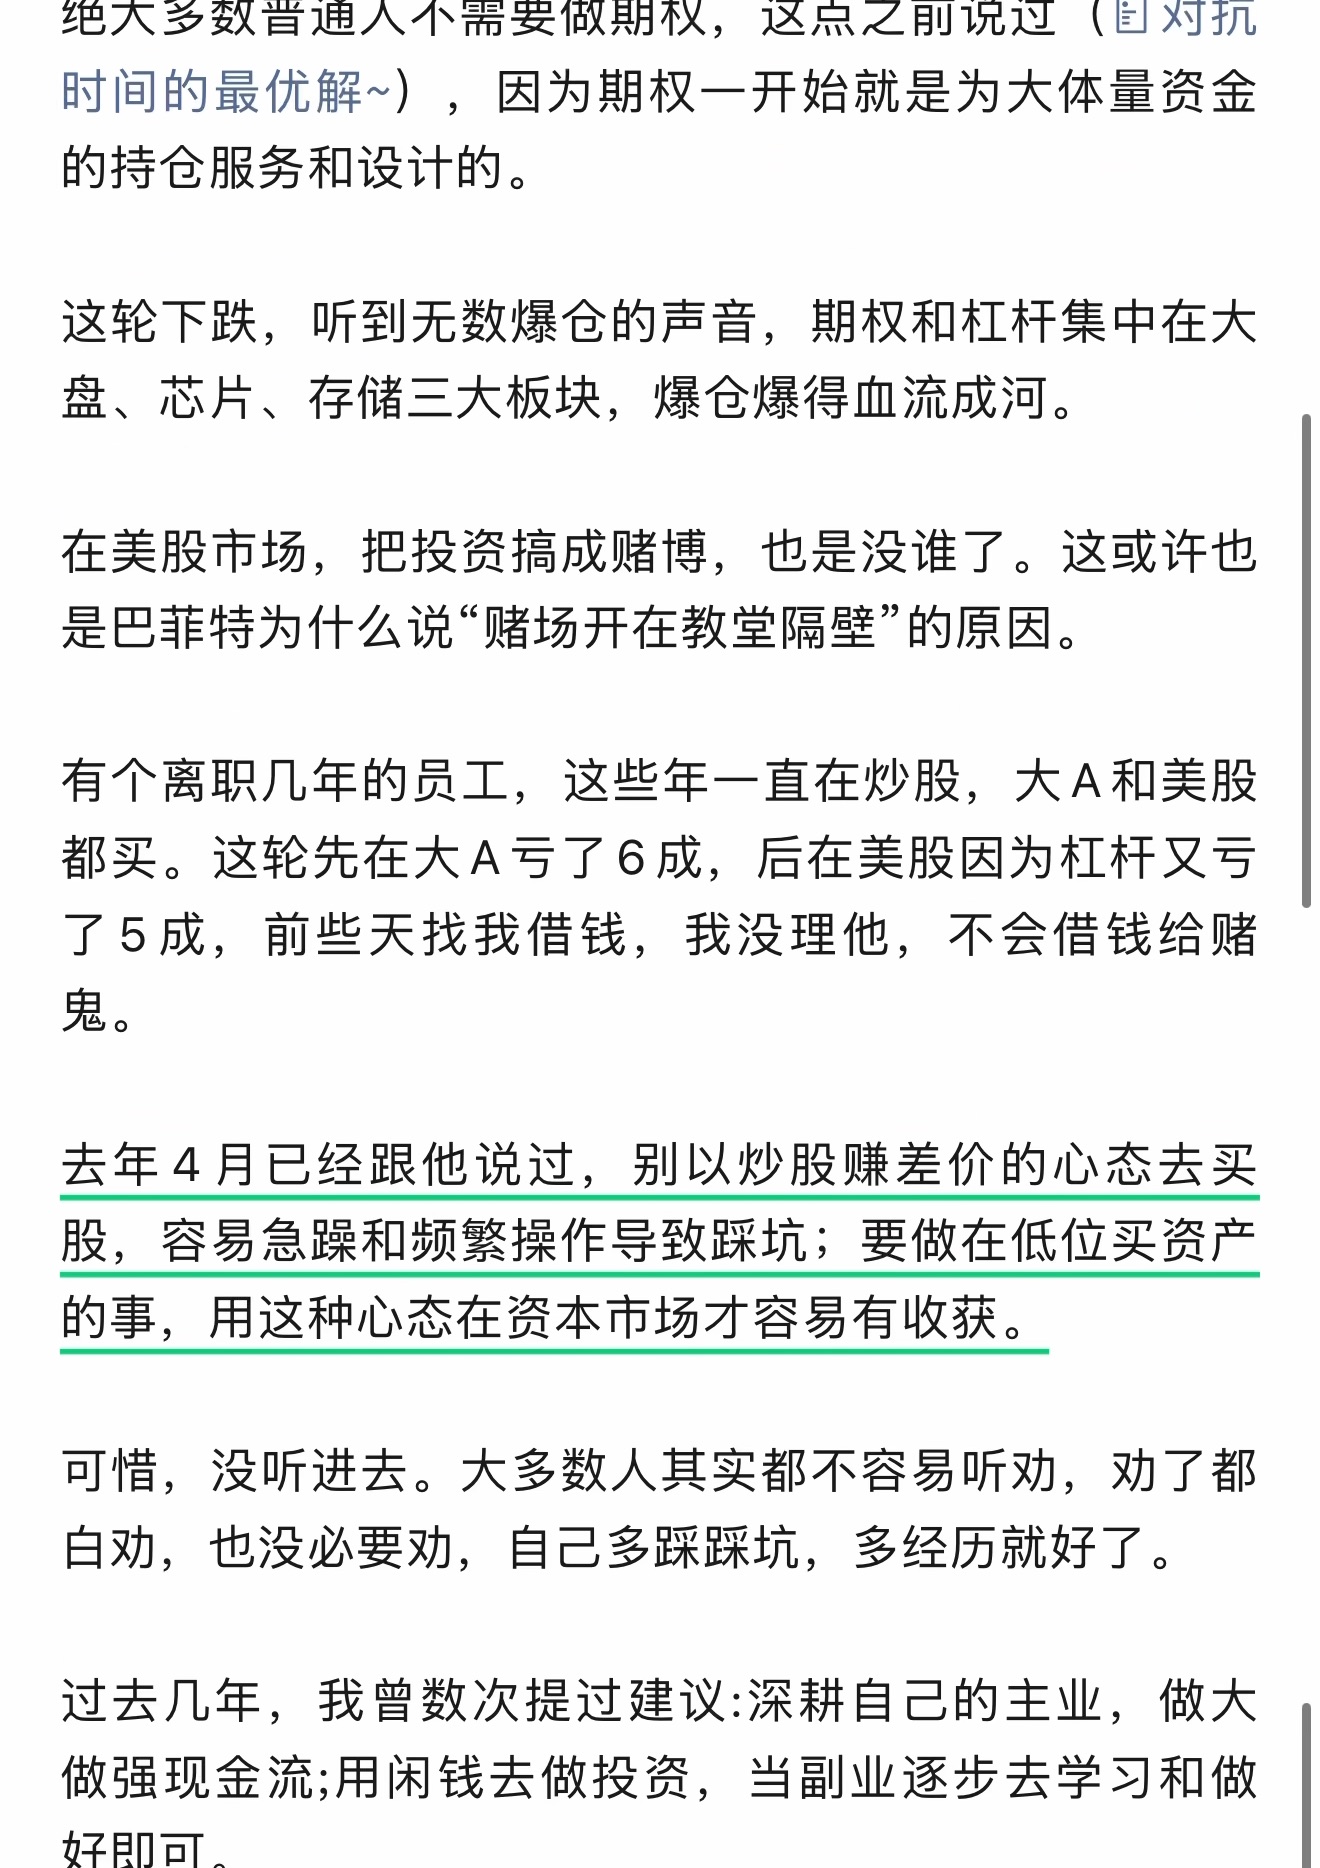 绝大多数普通人不需要做期权，这点之前说过（对抗
时间的最优解~），因为期权一开始就是为大体量资金
的持仓服务和设计的。
这轮下跌，听到无数爆仓的声音，期权和杠杆集中在大
盘、芯片、存储三大板块，爆仓爆得血流成河。
在美股市场，把投资搞成赌博，也是没谁了。这或许也
是巴菲特为什么说“赌场开在教堂隔壁”的原因。
有个离职几年的员工，这些年一直在炒股，大A和美股
都买。这轮先在大A亏了6成，后在美股因为杠杆又亏
了5成，前些天找我借钱，我没理他，不会借钱给赌
鬼。
去年4月已经跟他说过，别以炒股赚差价的心态去买
股，容易急躁和频繁操作导致踩坑；要做在低位买资产
的事，用这种心态在资本市场才容易有收获。
可惜，没听进去。大多数人其实都不容易听劝，劝了都
白劝，也没必要劝，自己多踩踩坑，多经历就好了。
过去几年，我曾数次提过建议:深耕自己的主业，做大
做强现金流;用闲钱去做投资，当副业逐步去学习和做
好即可。